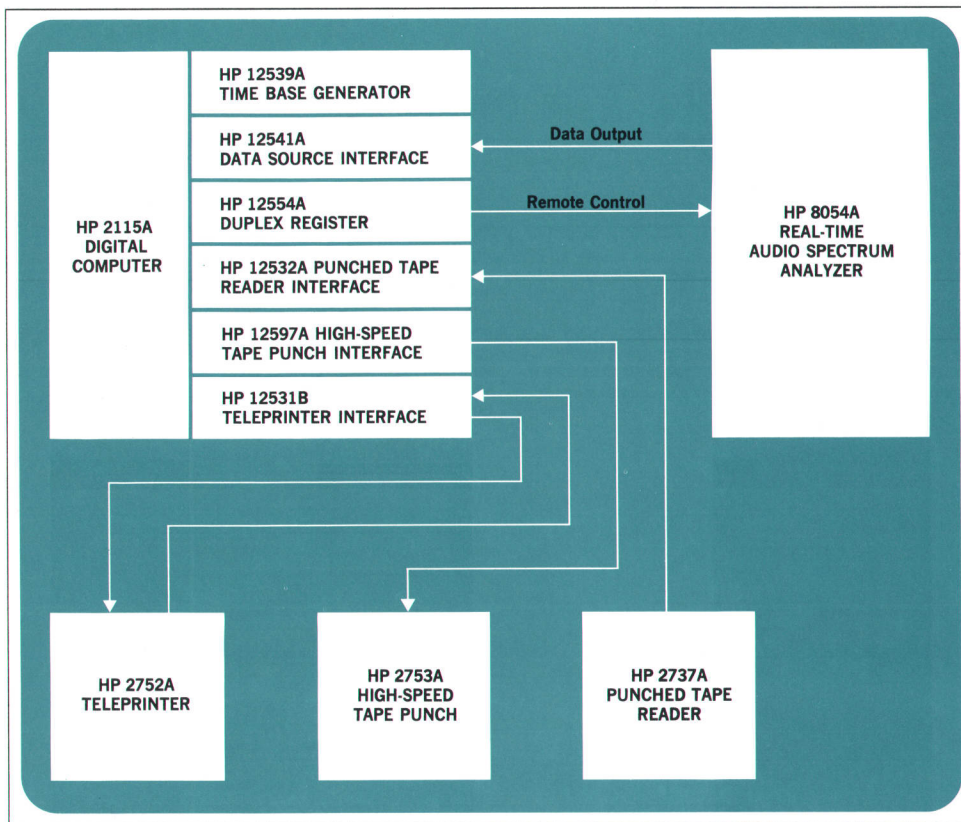 HP 2115A
DIGITAL
COMPUTER
HP 12539A
TIME BASE GENERATOR
HP 12541A
DATA SOURCE INTERFACE
HP 12554A
DUPLEX REGISTER
HP 12532A PUNCHED TAPE
READER INTERFACE
HP 12597A HIGH-SPEED
TAPE PUNCH INTERFACE
HP 12531B
TELEPRINTER INTERFACE
Data Output
Remote Control
HP 8054A
REAL-TIME
AUDIO SPECTRUM
ANALYZER
HP 2752A
TELEPRINTER
HP 2753A
HIGH-SPEED
TAPE PUNCH
HP 2737A
PUNCHED TAPE
READER